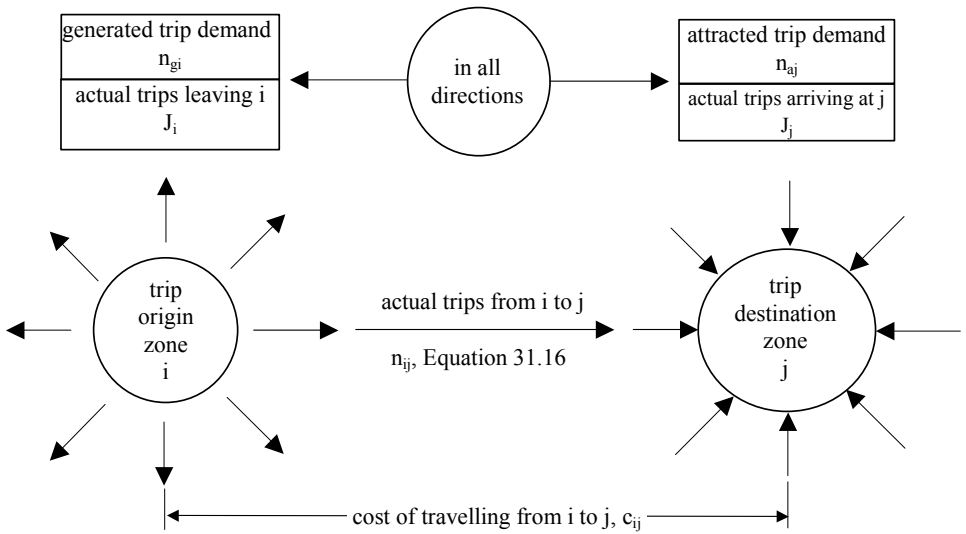 generated trip demand
n_gi
actual trips leaving i
J_i
in all
directions
attracted trip demand
n_aj
actual trips arriving at j
J_j
trip
origin
zone
i
actual trips from i to j
n_ij, Equation 31.16
trip
destination
zone
j
cost of travelling from i to j, c_ij